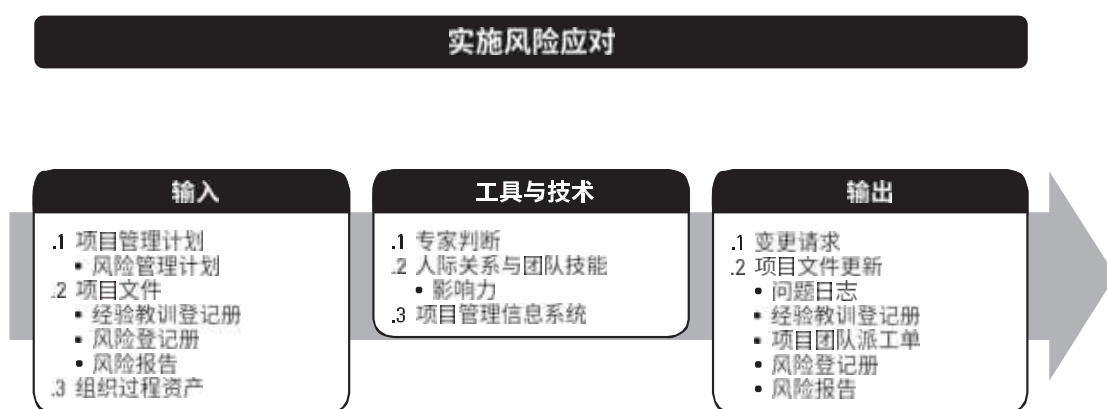 实施风险应对
输入
.1 项目管理计划
• 风险管理计划
.2 项目文件
• 经验教训登记册
• 风险登记册
• 风险报告
.3 组织过程资产
工具与技术
.1 专家判断
.2 人际关系与团队技能
• 影响力
.3 项目管理信息系统
输出
.1 变更请求
.2 项目文件更新
• 问题日志
• 经验教训登记册
• 项目团队派工单
• 风险登记册
• 风险报告